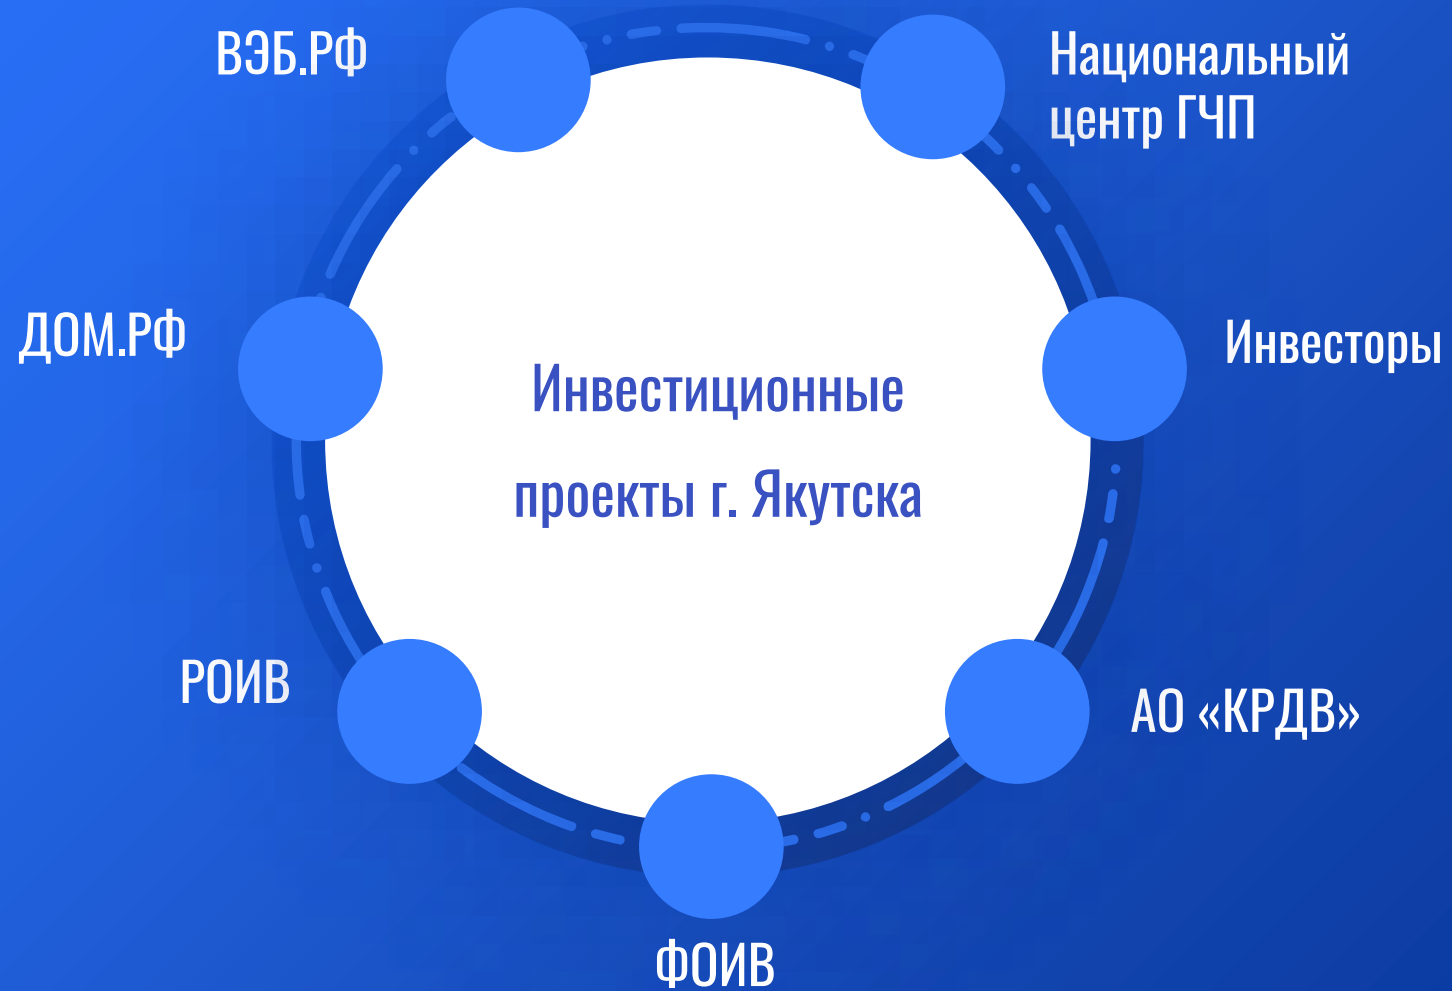 ВЭБ.РФ
Национальный
центр ГЧП
ДОМ.РФ
Инвесторы
Инвестиционные
проекты г. Якутска
РОИВ
АО «КРДВ»
ФОИВ